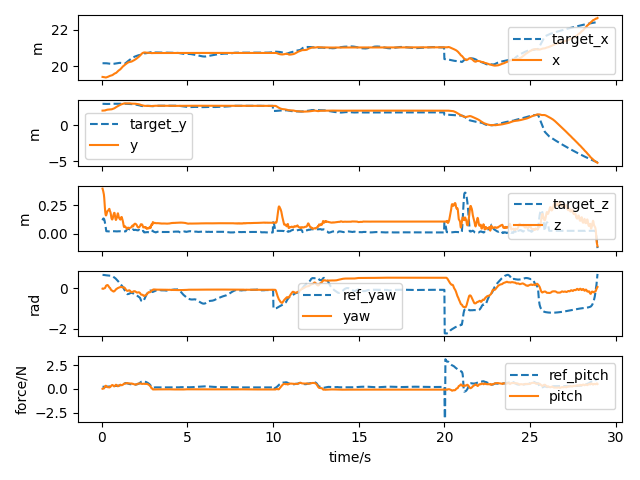 22
20
m
target_x
x
0
−5
m
target_y
y
0.25
0.00
m
target_z
z
0
−2
rad
ref_yaw
yaw
2.5
0.0
−2.5
force/N
ref_pitch
pitch
0 5 10 15 20 25 30
time/s